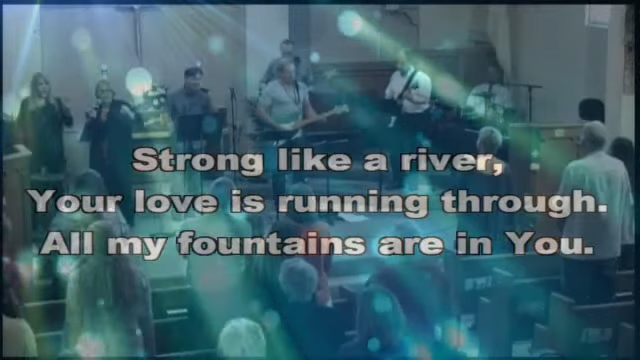 Strong like a river,
Your love is running through.
All my fountains are in You.